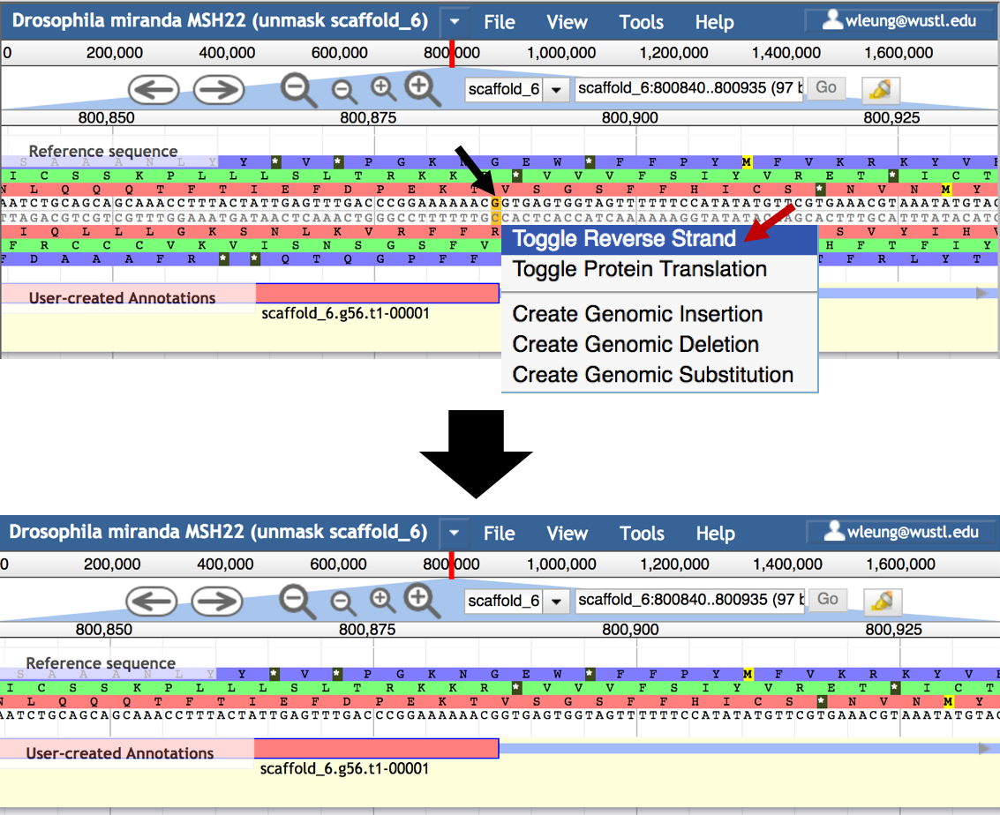 Drosophila miranda MSH22 (unmask scaffold_6) File View Tools Help wleung@wustl.edu
0 200,000 400,000 600,000 800,000 1,000,000 1,200,000 1,400,000 1,600,000
scaffold_6 scaffold_6:800840..800935 (97 b Go
800,850 800,875 800,900 800,925
Reference sequence
S A A A N L Y Y * V * P G K N G E W * F F P Y M F V K R K Y V
I C S S K P L L L S L T R K K * V V V F S I Y V R E T * I C T
N L Q Q Q T F T I E F D P E K T V S G S F F H I C S * N V N M Y
AATCTGCAGCAGCAAACCTTTACTATTGAGTTTGACCCGGAAAAAACGGTGAGTGGTAGTTTTTTCCATATATGTTCGTGAAACGTAAATATGTAC
TTAGACGTCGTCGTTTGGAAATGATAACTCAAACTGGGCCTTTTTTGCCACTCACCATCAAAAAAGGTATATAC AGCACTTTGCATTTATACATG
I Q L L L G K S N L K V R F F R S V Y I H V
F R C C C V K V I S N S G S F V H F T F I Y
F D A A A F R * * Q T Q G P F F F R L Y T
Toggle Reverse Strand
Toggle Protein Translation
Create Genomic Insertion
Create Genomic Deletion
Create Genomic Substitution
User-created Annotations
scaffold_6.g56.t1-00001
Drosophila miranda MSH22 (unmask scaffold_6) File View Tools Help wleung@wustl.edu
0 200,000 400,000 600,000 800,000 1,000,000 1,200,000 1,400,000 1,600,000
scaffold_6 scaffold_6:800840..800935 (97 b Go
800,850 800,875 800,900 800,925
Reference sequence
S A A A N L Y Y * V * P G K N G E W * F F P Y M F V K R K Y V
I C S S K P L L L S L T R K K R * V V V F S I Y V R E T * I C T
N L Q Q Q T F T I E F D P E K T V S G S F F H I C S * N V N M Y
AATCTGCAGCAGCAAACCTTTACTATTGAGTTTGACCCGGAAAAAACGGTGAGTGGTAGTTTTTTCCATATATGTTCGTGAAACGTAAATATGTAC
User-created Annotations
scaffold_6.g56.t1-00001